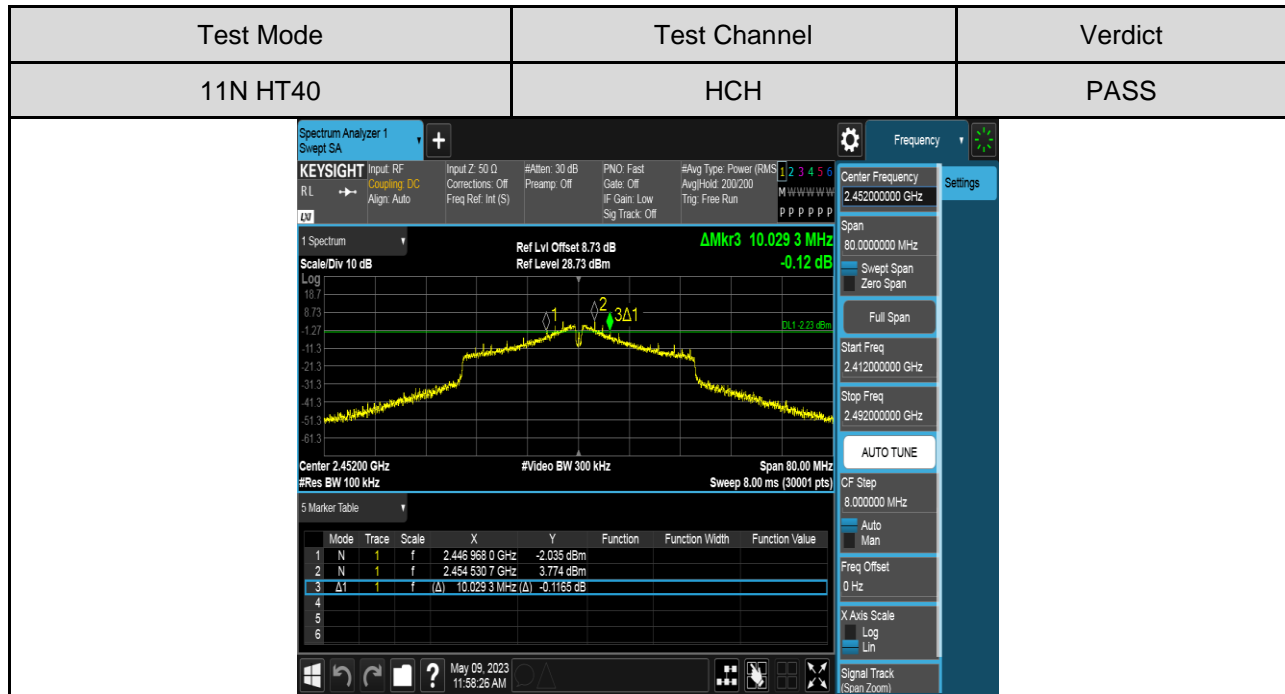 Test Mode Test Channel Verdict
11N HT40 HCH PASS
Spectrum Analyzer 1
Swept SA
+
Frequency
KEYSIGHT Input: RF Input Z: 50 Ω #Atten: 30 dB PNO: Fast #Avg Type: Power (RMS 1 2 3 4 5 6
RL Coupling: DC Corrections: Off Preamp: Off Gate: Off Avg|Hold: 200/200 M W W W W W
Align: Auto Freq Ref: Int (S) IF Gain: Low Trig: Free Run
LXI Sig Track: Off P P P P P P
1 Spectrum Ref Lvl Offset 8.73 dB ΔMkr3 10.029 3 MHz
Scale/Div 10 dB Ref Level 28.73 dBm -0.12 dB
Log
18.7
8.73
-1.27
-11.3
-21.3
-31.3
-41.3
-51.3
-61.3
1 2 3Δ1
DL1 -2.23 dBm
Center 2.45200 GHz #Video BW 300 kHz Span 80.00 MHz
#Res BW 100 kHz Sweep 8.00 ms (30001 pts)
5 Marker Table
Mode Trace Scale X Y Function Function Width Function Value
1 N 1 f 2.446 968 0 GHz -2.035 dBm
2 N 1 f 2.454 530 7 GHz 3.774 dBm
3 Δ1 1 f (Δ) 10.029 3 MHz (Δ) -0.1165 dB
4
5
6
? May 09, 2023
11:58:26 AM
Center Frequency
2.452000000 GHz
Settings
Span
80.0000000 MHz
Swept Span
Zero Span
Full Span
Start Freq
2.412000000 GHz
Stop Freq
2.492000000 GHz
AUTO TUNE
CF Step
8.000000 MHz
Auto
Man
Freq Offset
0 Hz
X Axis Scale
Log
Lin
Signal Track
(Span Zoom)